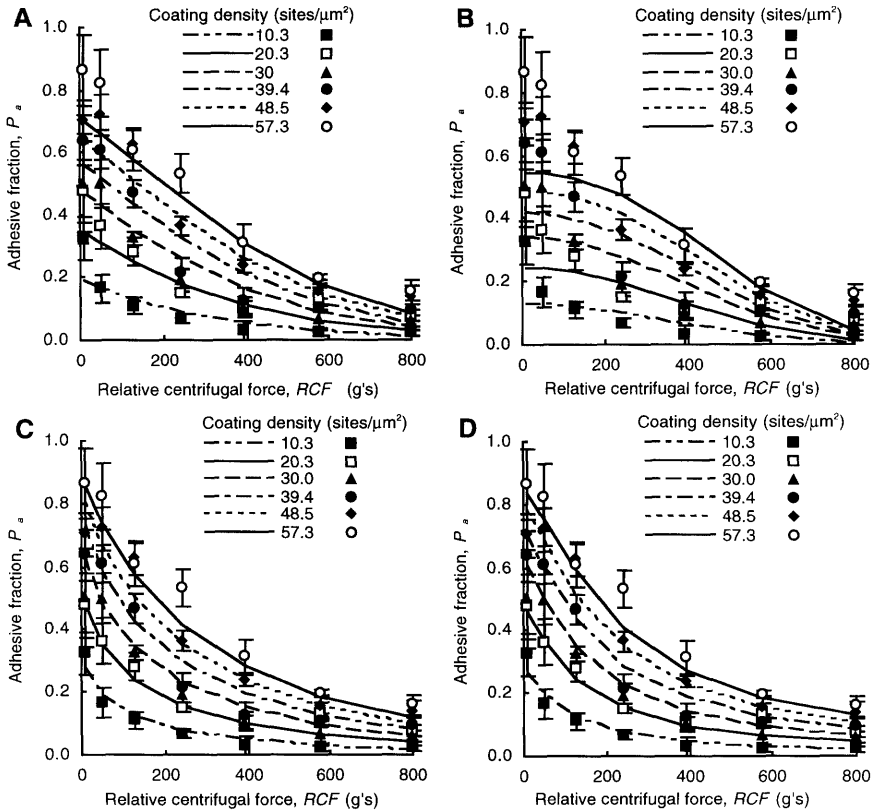 A
Coating density (sites/μm²)
10.3
20.3
30
39.4
48.5
57.3
1.0
0.8
0.6
0.4
0.2
0.0
Adhesive fraction, P a
0 200 400 600 800
Relative centrifugal force, RCF (g's)
B
Coating density (sites/μm²)
10.3
20.3
30.0
39.4
48.5
57.3
1.0
0.8
0.6
0.4
0.2
0.0
Adhesive fraction, P a
0 200 400 600 800
Relative centrifugal force, RCF (g's)
C
Coating density (sites/μm²)
10.3
20.3
30.0
39.4
48.5
57.3
1.0
0.8
0.6
0.4
0.2
0.0
Adhesive fraction, P a
0 200 400 600 800
Relative centrifugal force, RCF (g's)
D
Coating density (sites/μm²)
10.3
20.3
30.0
39.4
48.5
57.3
1.0
0.8
0.6
0.4
0.2
0.0
Adhesive fraction, P a
0 200 400 600 800
Relative centrifugal force, RCF (g's)